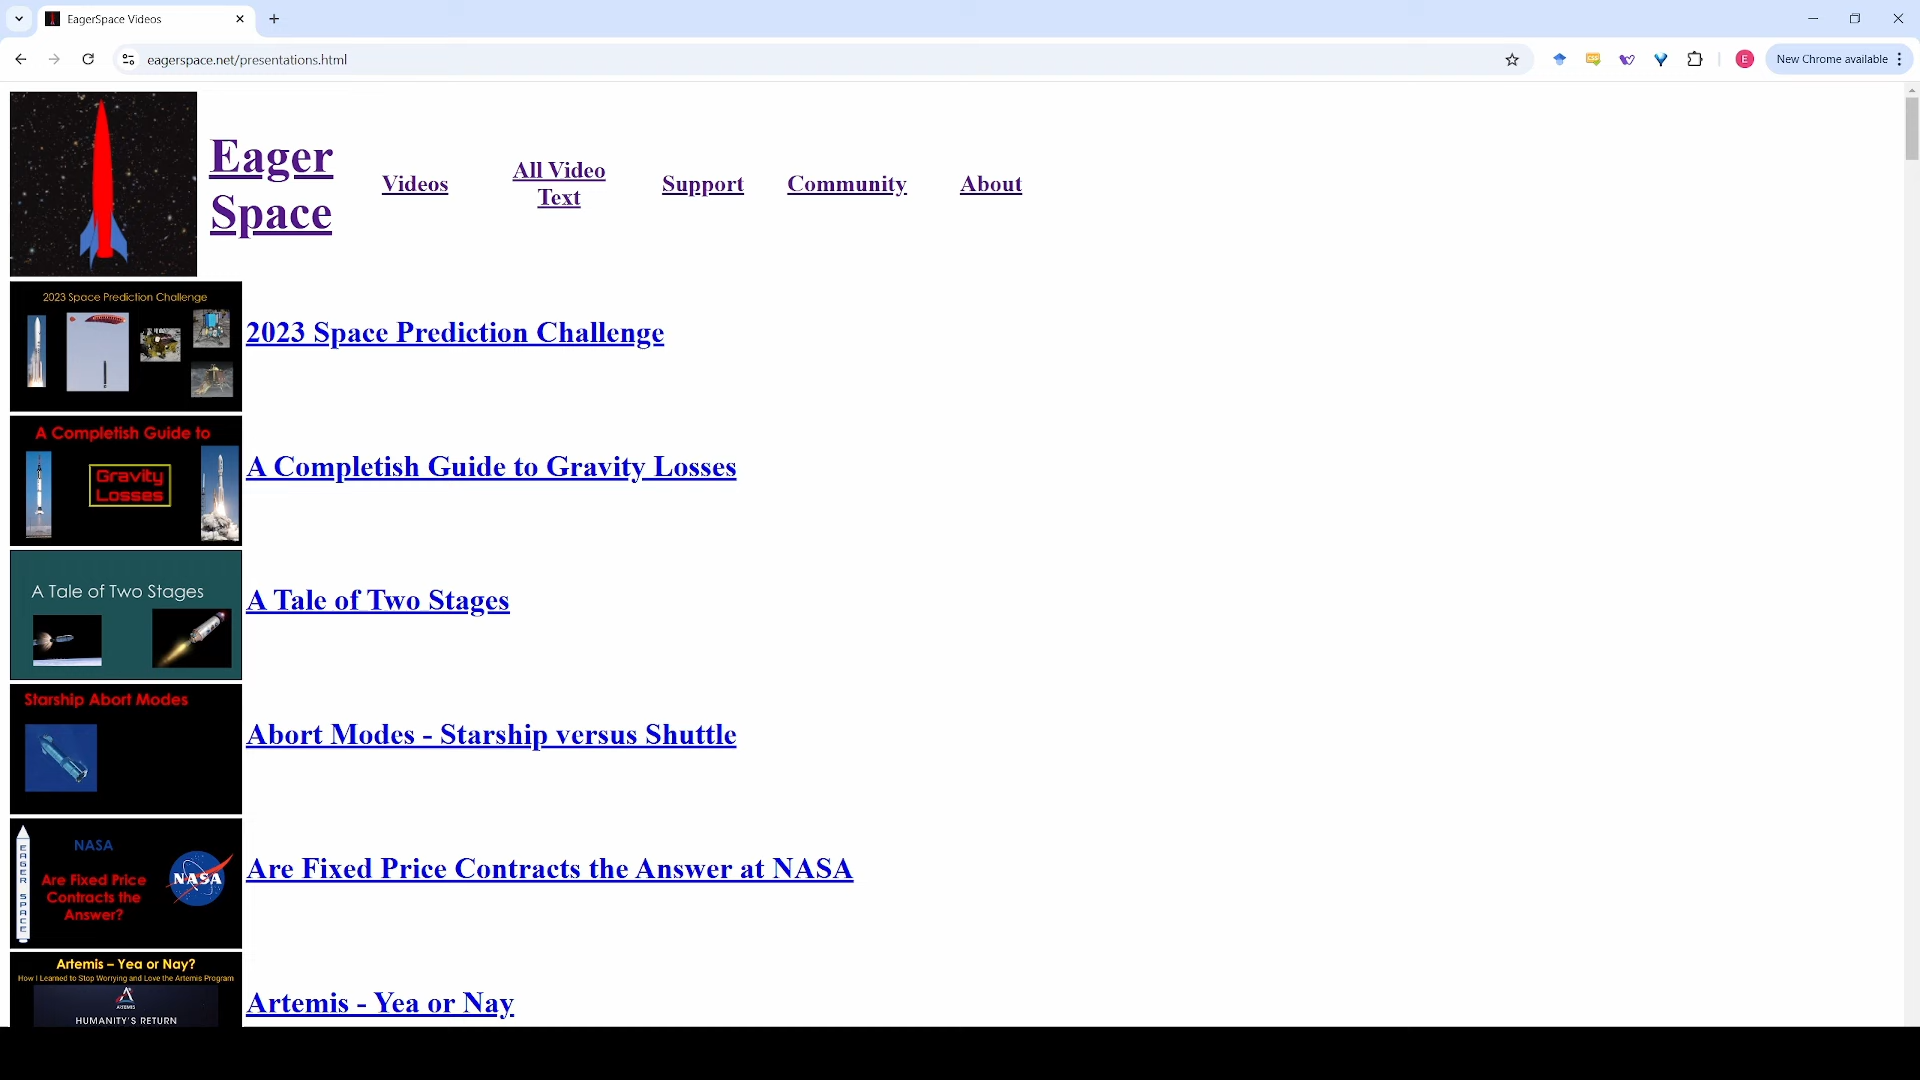 EagerSpace Videos
eagerspace.net/presentations.html
E
New Chrome available
Eager
Space
Videos
All Video
Text
Support
Community
About
2023 Space Prediction Challenge
2023 Space Prediction Challenge
A Completish Guide to
Gravity
Losses
A Completish Guide to Gravity Losses
A Tale of Two Stages
A Tale of Two Stages
Starship Abort Modes
Abort Modes - Starship versus Shuttle
EAGER SPACE
NASA
Are Fixed Price
Contracts the
Answer?
NASA
Are Fixed Price Contracts the Answer at NASA
Artemis – Yea or Nay?
How I Learned to Stop Worrying and Love the Artemis Program
ARTEMIS
HUMANITY'S RETURN
Artemis - Yea or Nay